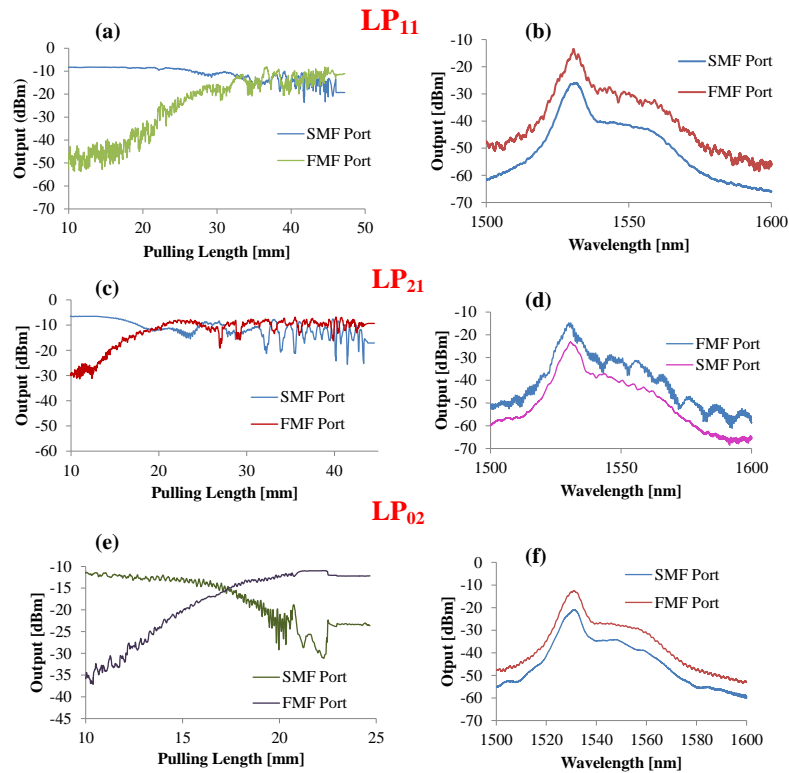 LP11
(a)
0
-10
-20
-30
-40
-50
-60
-70
10
20
30
40
50
Output (dBm)
Pulling Length [mm]
SMF Port
FMF Port
(b)
-10
-20
-30
-40
-50
-60
-70
1500
1550
1600
Output [dBm]
Wavelength [nm]
SMF Port
FMF Port
LP21
(c)
0
-10
-20
-30
-40
-50
-60
10
20
30
40
Output [dBm]
Pulling Length [mm]
SMF Port
FMF Port
(d)
-10
-20
-30
-40
-50
-60
-70
1500
1550
1600
Output [dBm]
Wavelength [nm]
FMF Port
SMF Port
LP02
(e)
-10
-15
-20
-25
-30
-35
-40
-45
10
15
20
25
Output [dBm]
Pulling Length [mm]
SMF Port
FMF Port
(f)
0
-10
-20
-30
-40
-50
-60
-70
1500
1520
1540
1560
1580
1600
Otput [dBm]
Wavelength [nm]
SMF Port
FMF Port